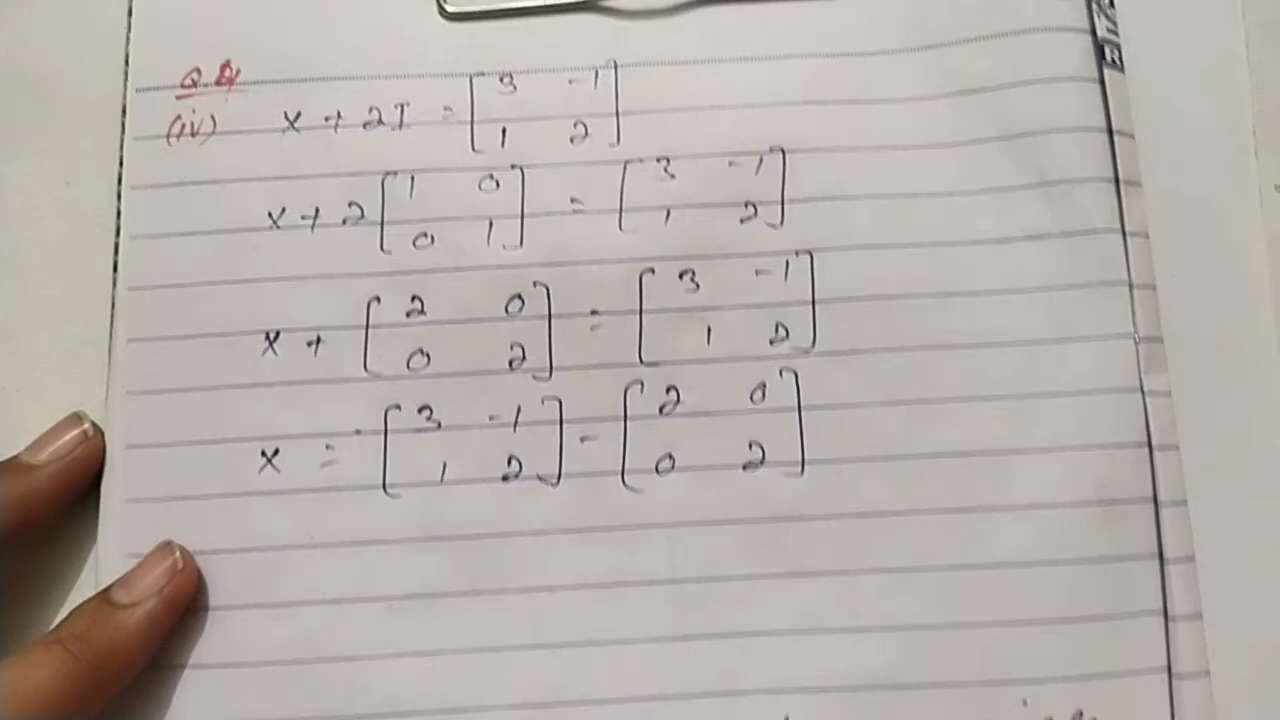 Q.2
(iv) X + 2I = [3 -1
1 2]
X + 2 [1 0 = [3 -1
0 1] 1 2]
X + [2 0 = [3 -1
0 2] 1 2]
X = [3 -1 - [2 0
1 2] 0 2]